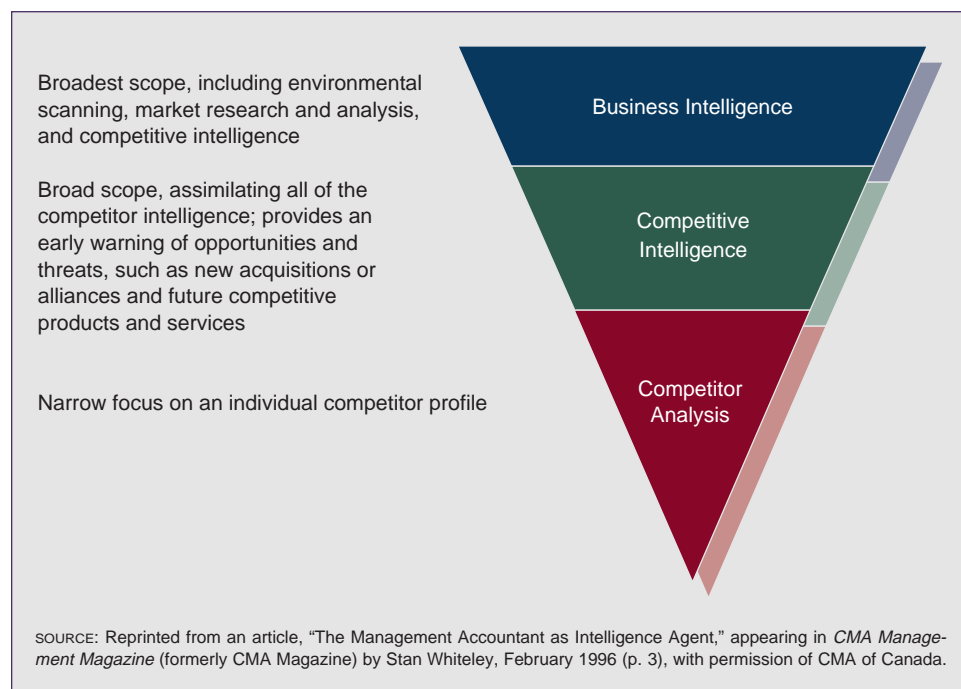 Broadest scope, including environmental
scanning, market research and analysis,
and competitive intelligence
Business Intelligence
Broad scope, assimilating all of the
competitor intelligence; provides an
early warning of opportunities and
threats, such as new acquisitions or
alliances and future competitive
products and services
Competitive
Intelligence
Narrow focus on an individual competitor profile
Competitor
Analysis
SOURCE: Reprinted from an article, “The Management Accountant as Intelligence Agent,” appearing in CMA Manage-
ment Magazine (formerly CMA Magazine) by Stan Whiteley, February 1996 (p. 3), with permission of CMA of Canada.